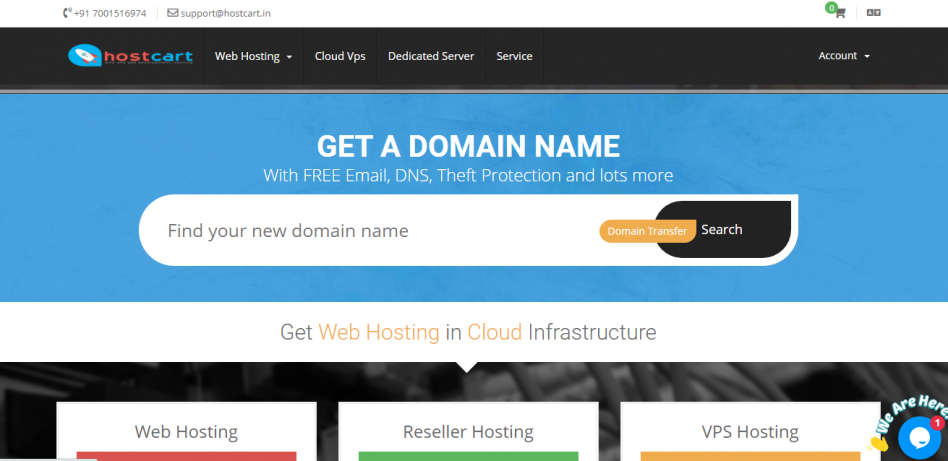 +91 7001516974
support@hostcart.in
0
hostcart
Web Hosting
Cloud Vps
Dedicated Server
Service
Account
GET A DOMAIN NAME
With FREE Email, DNS, Theft Protection and lots more
Find your new domain name
Domain Transfer
Search
Get Web Hosting in Cloud Infrastructure
Web Hosting
Reseller Hosting
VPS Hosting
We Are Here
1